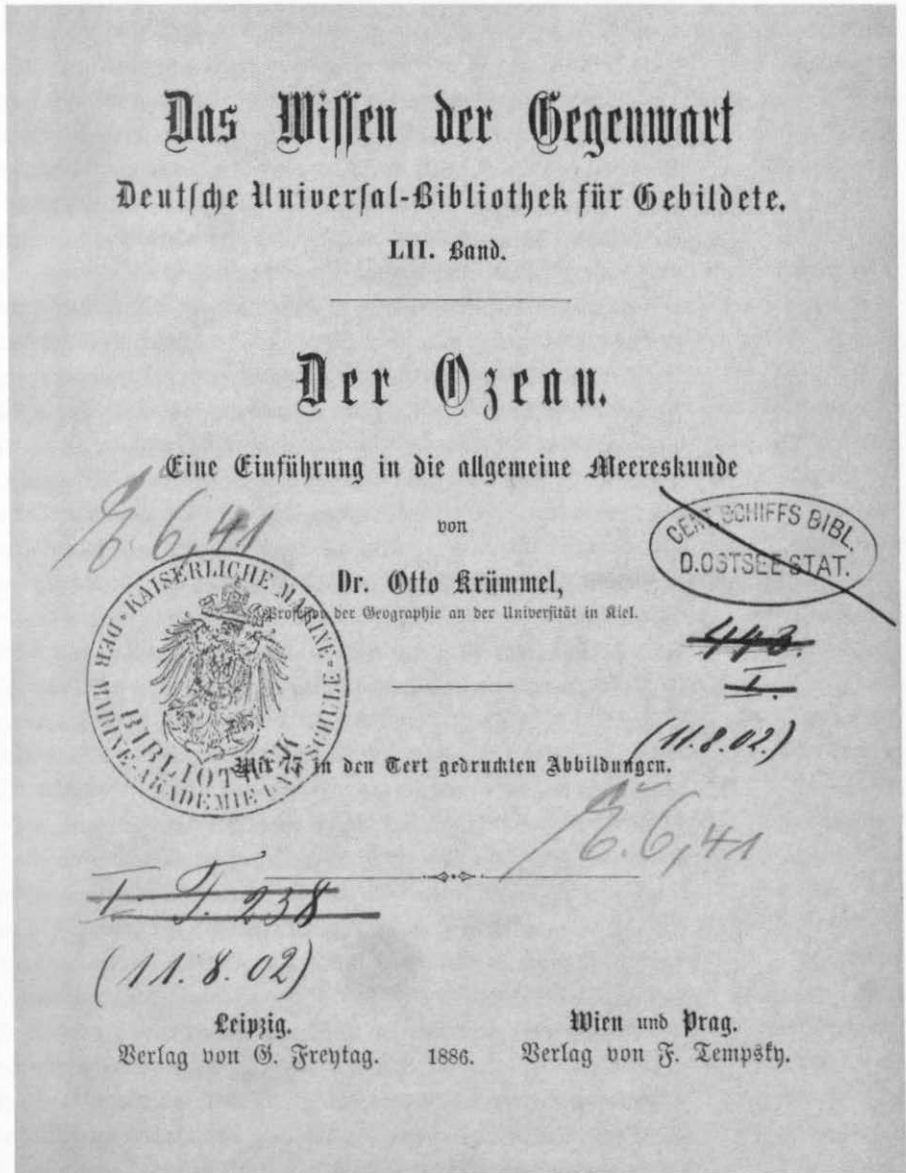 Das Wissen der Gegenwart
Deutsche Universal-Bibliothek für Gebildete.
LII. Band.
Der Ozean.
Eine Einführung in die allgemeine Meereskunde
E 6,41
von
CENT. SCHIFFS BIBL.
D. OSTSEE STAT.
Dr. Otto Krümmel,
Professor der Geographie an der Universität in Kiel.
KAISERLICHE MARINE
BIBLIOTHEK
DER MARINE-AKADEMIE U. SCHULE
443.
I.
(11.8.02.)
Mit 77 in den Text gedruckten Abbildungen.
E. 6,41
I. T. 238
(11. 8. 02)
Leipzig.
Verlag von G. Freytag.
1886.
Wien und Prag.
Verlag von F. Tempsky.